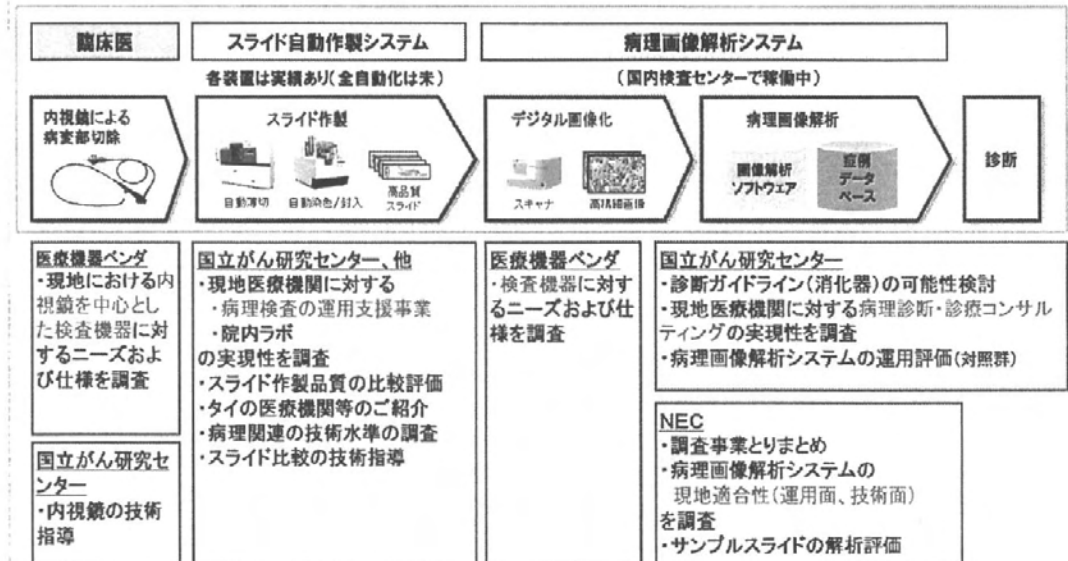 臨床医
スライド自動作製システム
病理画像解析システム
各装置は実績あり(全自動化は未)
(国内検査センターで稼働中)
内視鏡による
病変部切除
スライド作製
自動薄切
自動染色/封入
高品質
スライド
デジタル画像化
スキャナ
高精細画像
病理画像解析
画像解析
ソフトウェア
症例
データ
ベース
診断
医療機器ベンダ
・現地における内
視鏡を中心とし
た検査機器に対
するニーズおよ
び仕様を調査
国立がん研究セ
ンター
・内視鏡の技術
指導
国立がん研究センター、他
・現地医療機関に対する
・病理検査の運用支援事業
・院内ラボ
の実現性を調査
・スライド作製品質の比較評価
・タイの医療機関等のご紹介
・病理関連の技術水準の調査
・スライド比較の技術指導
医療機器ベンダ
・検査機器に対す
るニーズおよび仕
様を調査
国立がん研究センター
・診断ガイドライン(消化器)の可能性検討
・現地医療機関に対する病理診断・診療コンサル
ティングの実現性を調査
・病理画像解析システムの運用評価(対照群)
NEC
・調査事業とりまとめ
・病理画像解析システムの
現地適合性(運用面、技術面)
を調査
・サンプルスライドの解析評価